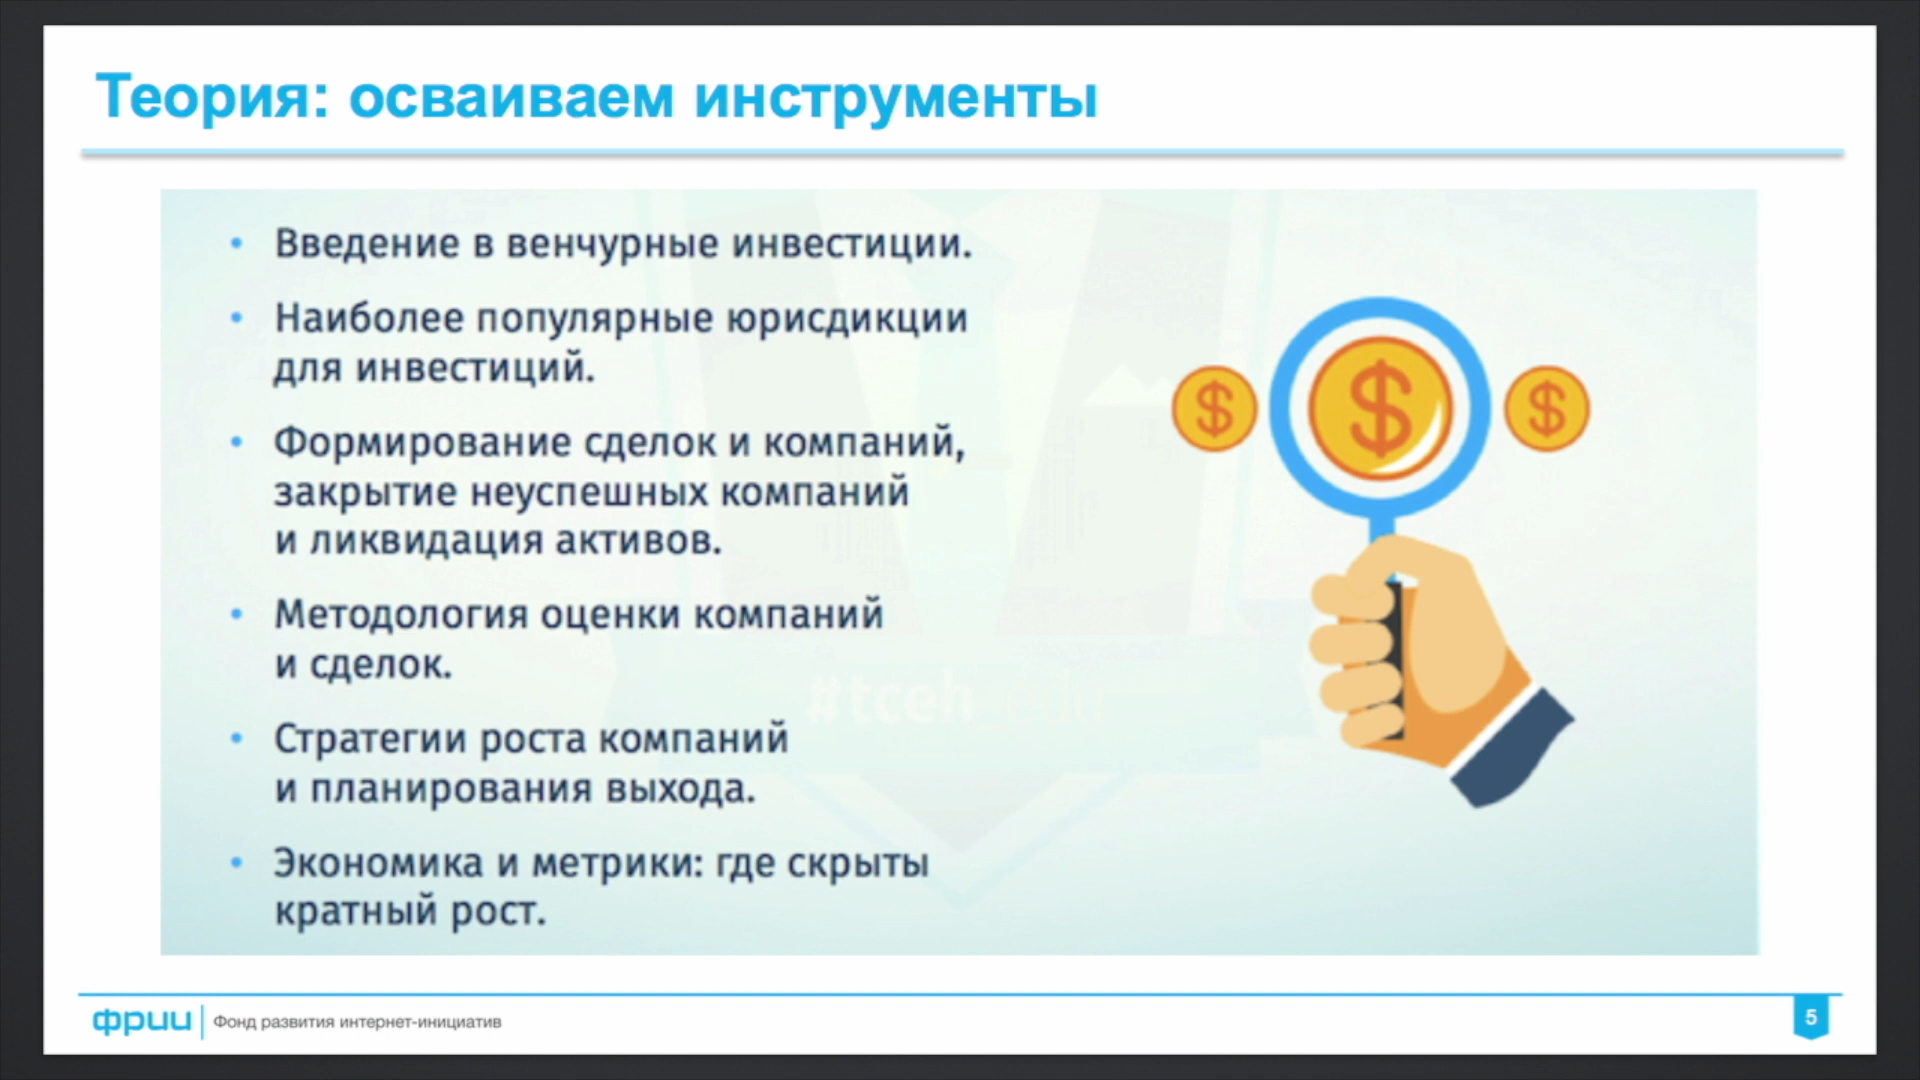 Теория: осваиваем инструменты
• Введение в венчурные инвестиции.
• Наиболее популярные юрисдикции
для инвестиций.
• Формирование сделок и компаний,
закрытие неуспешных компаний
и ликвидация активов.
• Методология оценки компаний
и сделок.
• Стратегии роста компаний
и планирования выхода.
• Экономика и метрики: где скрыты
кратный рост.
$ $ $
#tceh edu
фрии Фонд развития интернет-инициатив
5